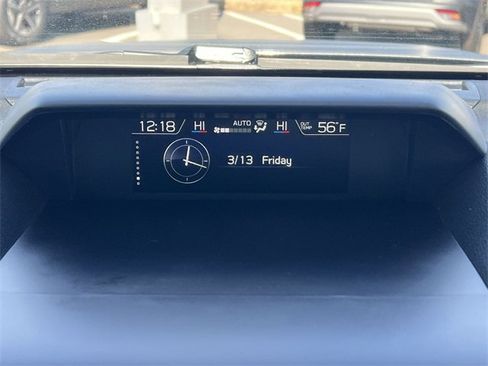 12:18 HI AUTO HI OUT TEMP 56°F
3/13 Friday